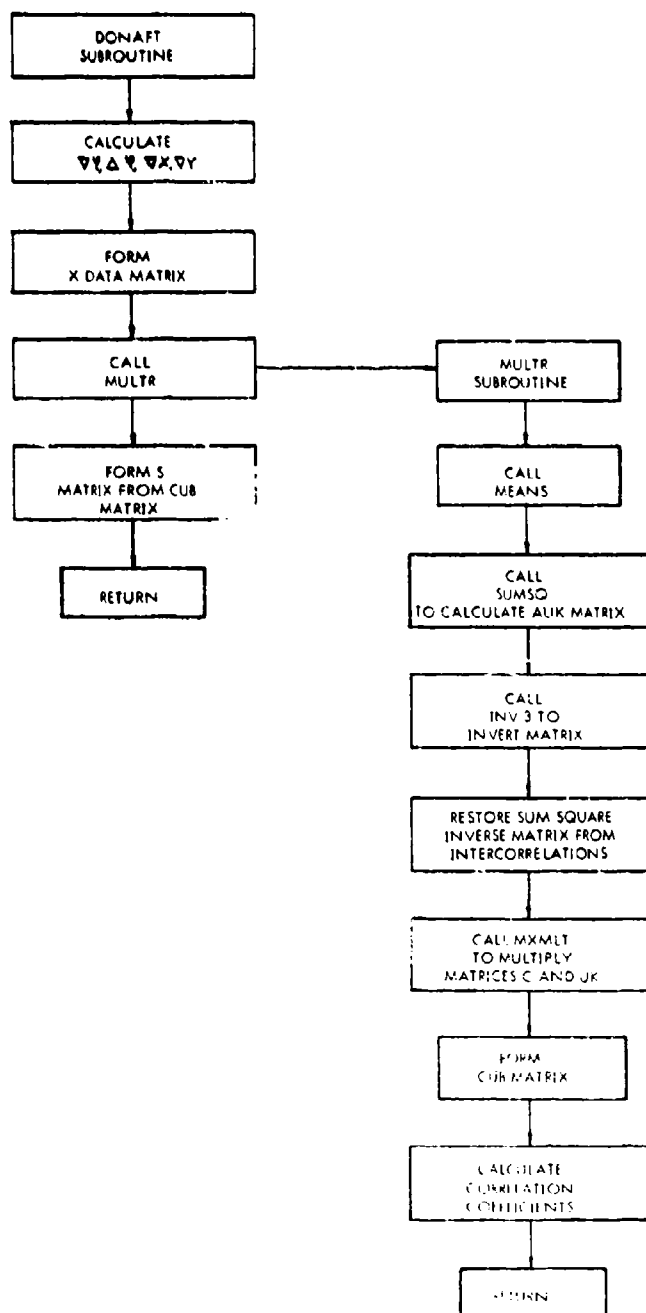 DONAFT
SUBROUTINE
CALCULATE
FORM
X DATA MATRIX
CALL
MULTR
FORM S
MATRIX FROM CUB
MATRIX
RETURN
MULTR
SUBROUTINE
CALL
MEANS
CALL
SUMSQ
TO CALCULATE AUK MATRIX
CALL
INV 3 TO
INVERT MATRIX
RESTORE SUM SQUARE
INVERSE MATRIX FROM
INTERCORRELATIONS
CALL MXMLT
TO MULTIPLY
MATRICES C AND UK
FORM
CUB MATRIX
CALCULATE
CORRELATION
COEFFICIENTS
RETURN